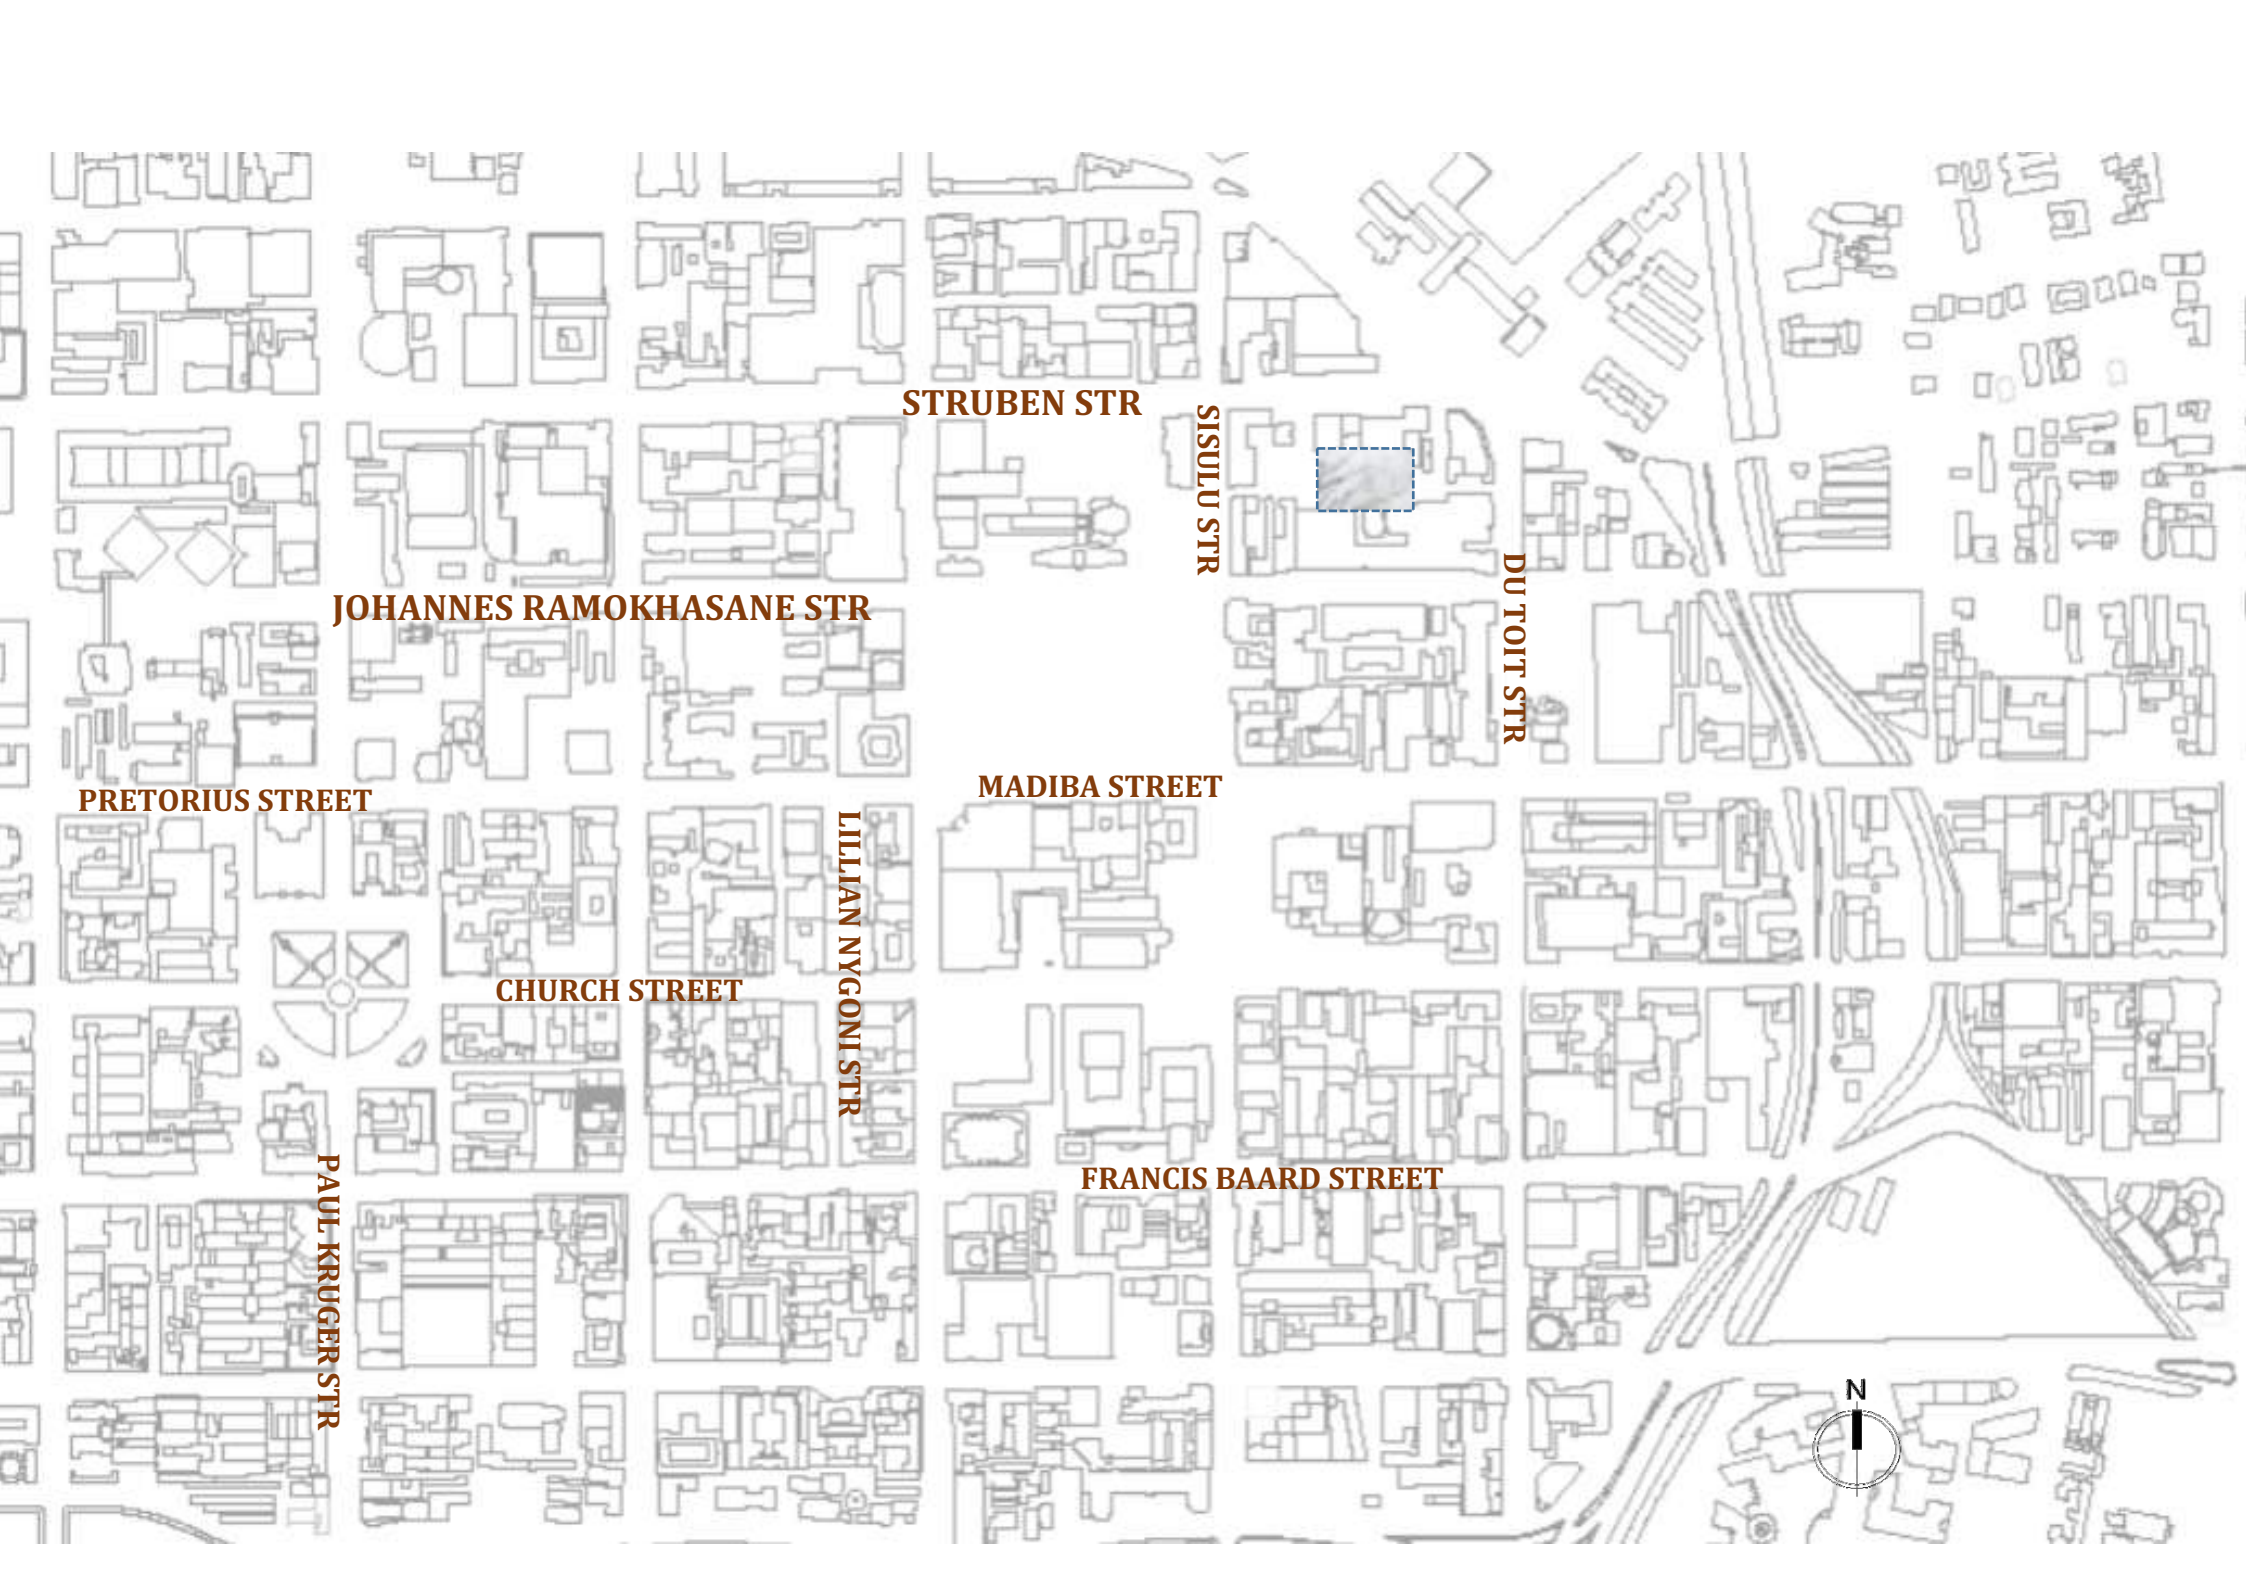 STRUBEN STR
SISULU STR
DU TOIT STR
JOHANNES RAMOKHASANE STR
MADIBA STREET
PRETORIUS STREET
LILLIAN NYGONI STR
CHURCH STREET
PAUL KRUGER STR
FRANCIS BAARD STREET
N